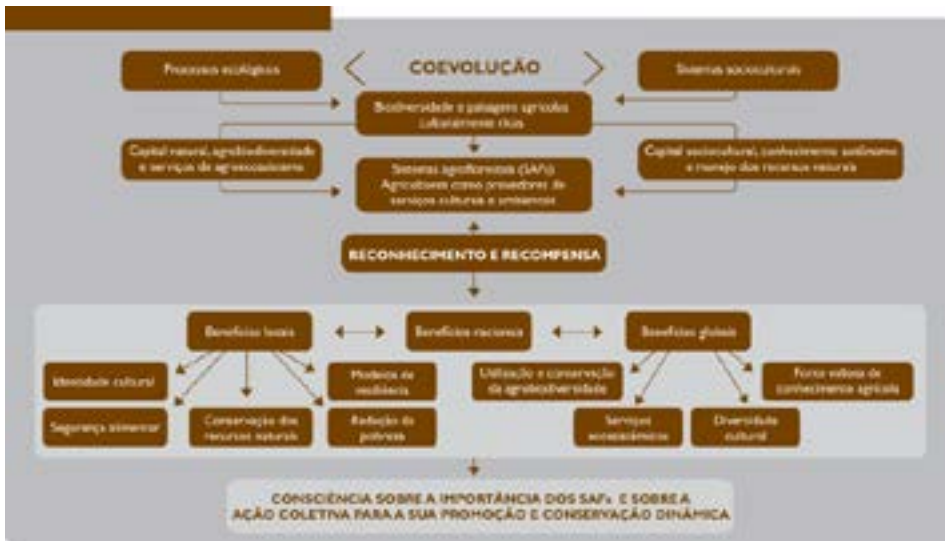 Processos ecológicos
COEVOLUÇÃO
Sistemas socioculturais
Biodiversidade e paisagens agrícolas
culturalmente ricas
Capital natural, agrobiodiversidade
e serviços do agroecossistema
Sistemas agroflorestais (SAFs)
Agricultores como provedores de
serviços culturais e ambientais
Capital sociocultural, conhecimento autônomo
e manejo dos recursos naturais
RECONHECIMENTO E RECOMPENSA
Benefícios locais
Benefícios nacionais
Benefícios globais
Identidade cultural
Modelos de
resiliência
Utilização e conservação
da agrobiodiversidade
Fonte valiosa de
conhecimento agrícola
Segurança alimentar
Conservação dos
recursos naturais
Redução da
pobreza
Serviços
Diversidade
cultural
CONSCIÊNCIA SOBRE A IMPORTÂNCIA DOS SAFs E SOBRE A
AÇÃO COLETIVA PARA A SUA PROMOÇÃO E CONSERVAÇÃO DINÂMICA